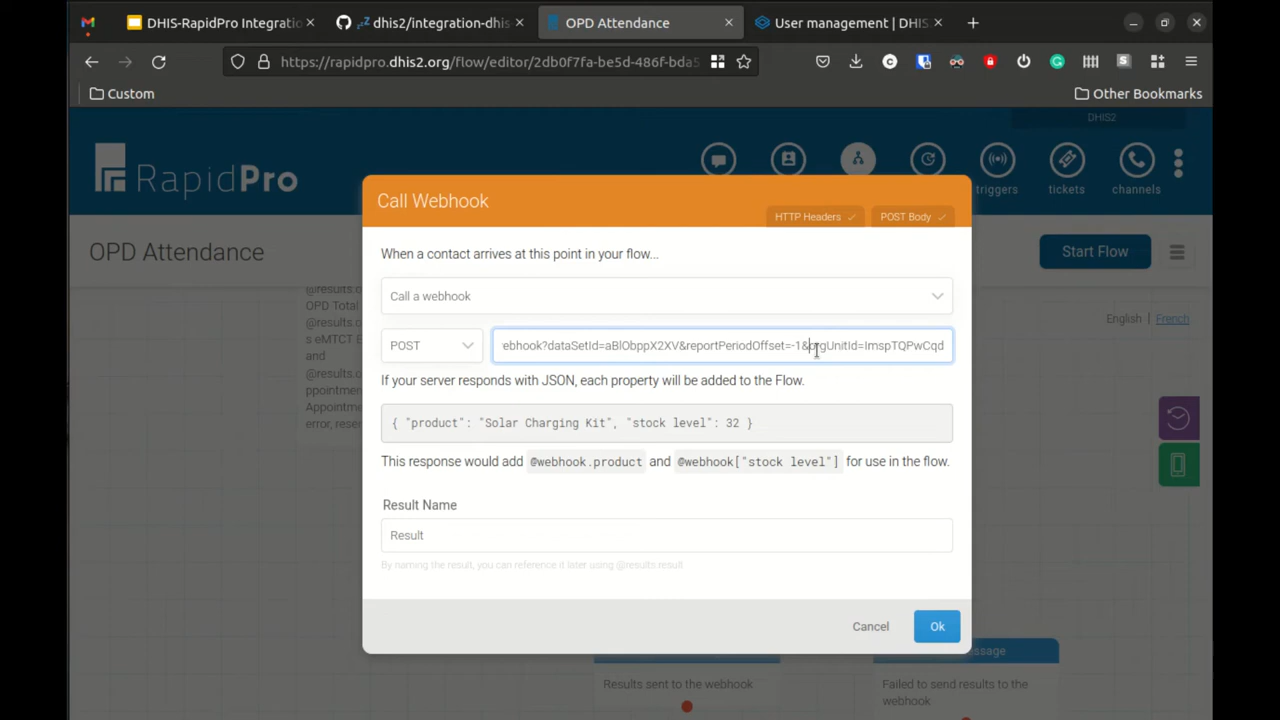 DHIS-RapidPro Integratio
dhis2/integration-dhis
OPD Attendance
User management | DHIS
https://rapidpro.dhis2.org/flow/editor/2db0f7fa-be5d-486f-bda5
Custom
Other Bookmarks
DHIS2
RapidPro
triggers
tickets
channels
OPD Attendance
Start Flow
English
French
@results.co
OPD Total
@results.co
s eMTCT E
and
ppointmen
Appointme
error, rese
Call Webhook
HTTP Headers
POST Body
When a contact arrives at this point in your flow...
Call a webhook
POST
ebhook?dataSetId=aBlObppX2XV&reportPeriodOffset=-1&orgUnitId=ImspTQPwCqd
If your server responds with JSON, each property will be added to the Flow.
{ "product": "Solar Charging Kit", "stock level": 32 }
This response would add @webhook.product and @webhook["stock level"] for use in the flow.
Result Name
Result
By naming the result, you can reference it later using @results.result
Cancel
Ok
essage
Results sent to the webhook
Failed to send results to the
webhook